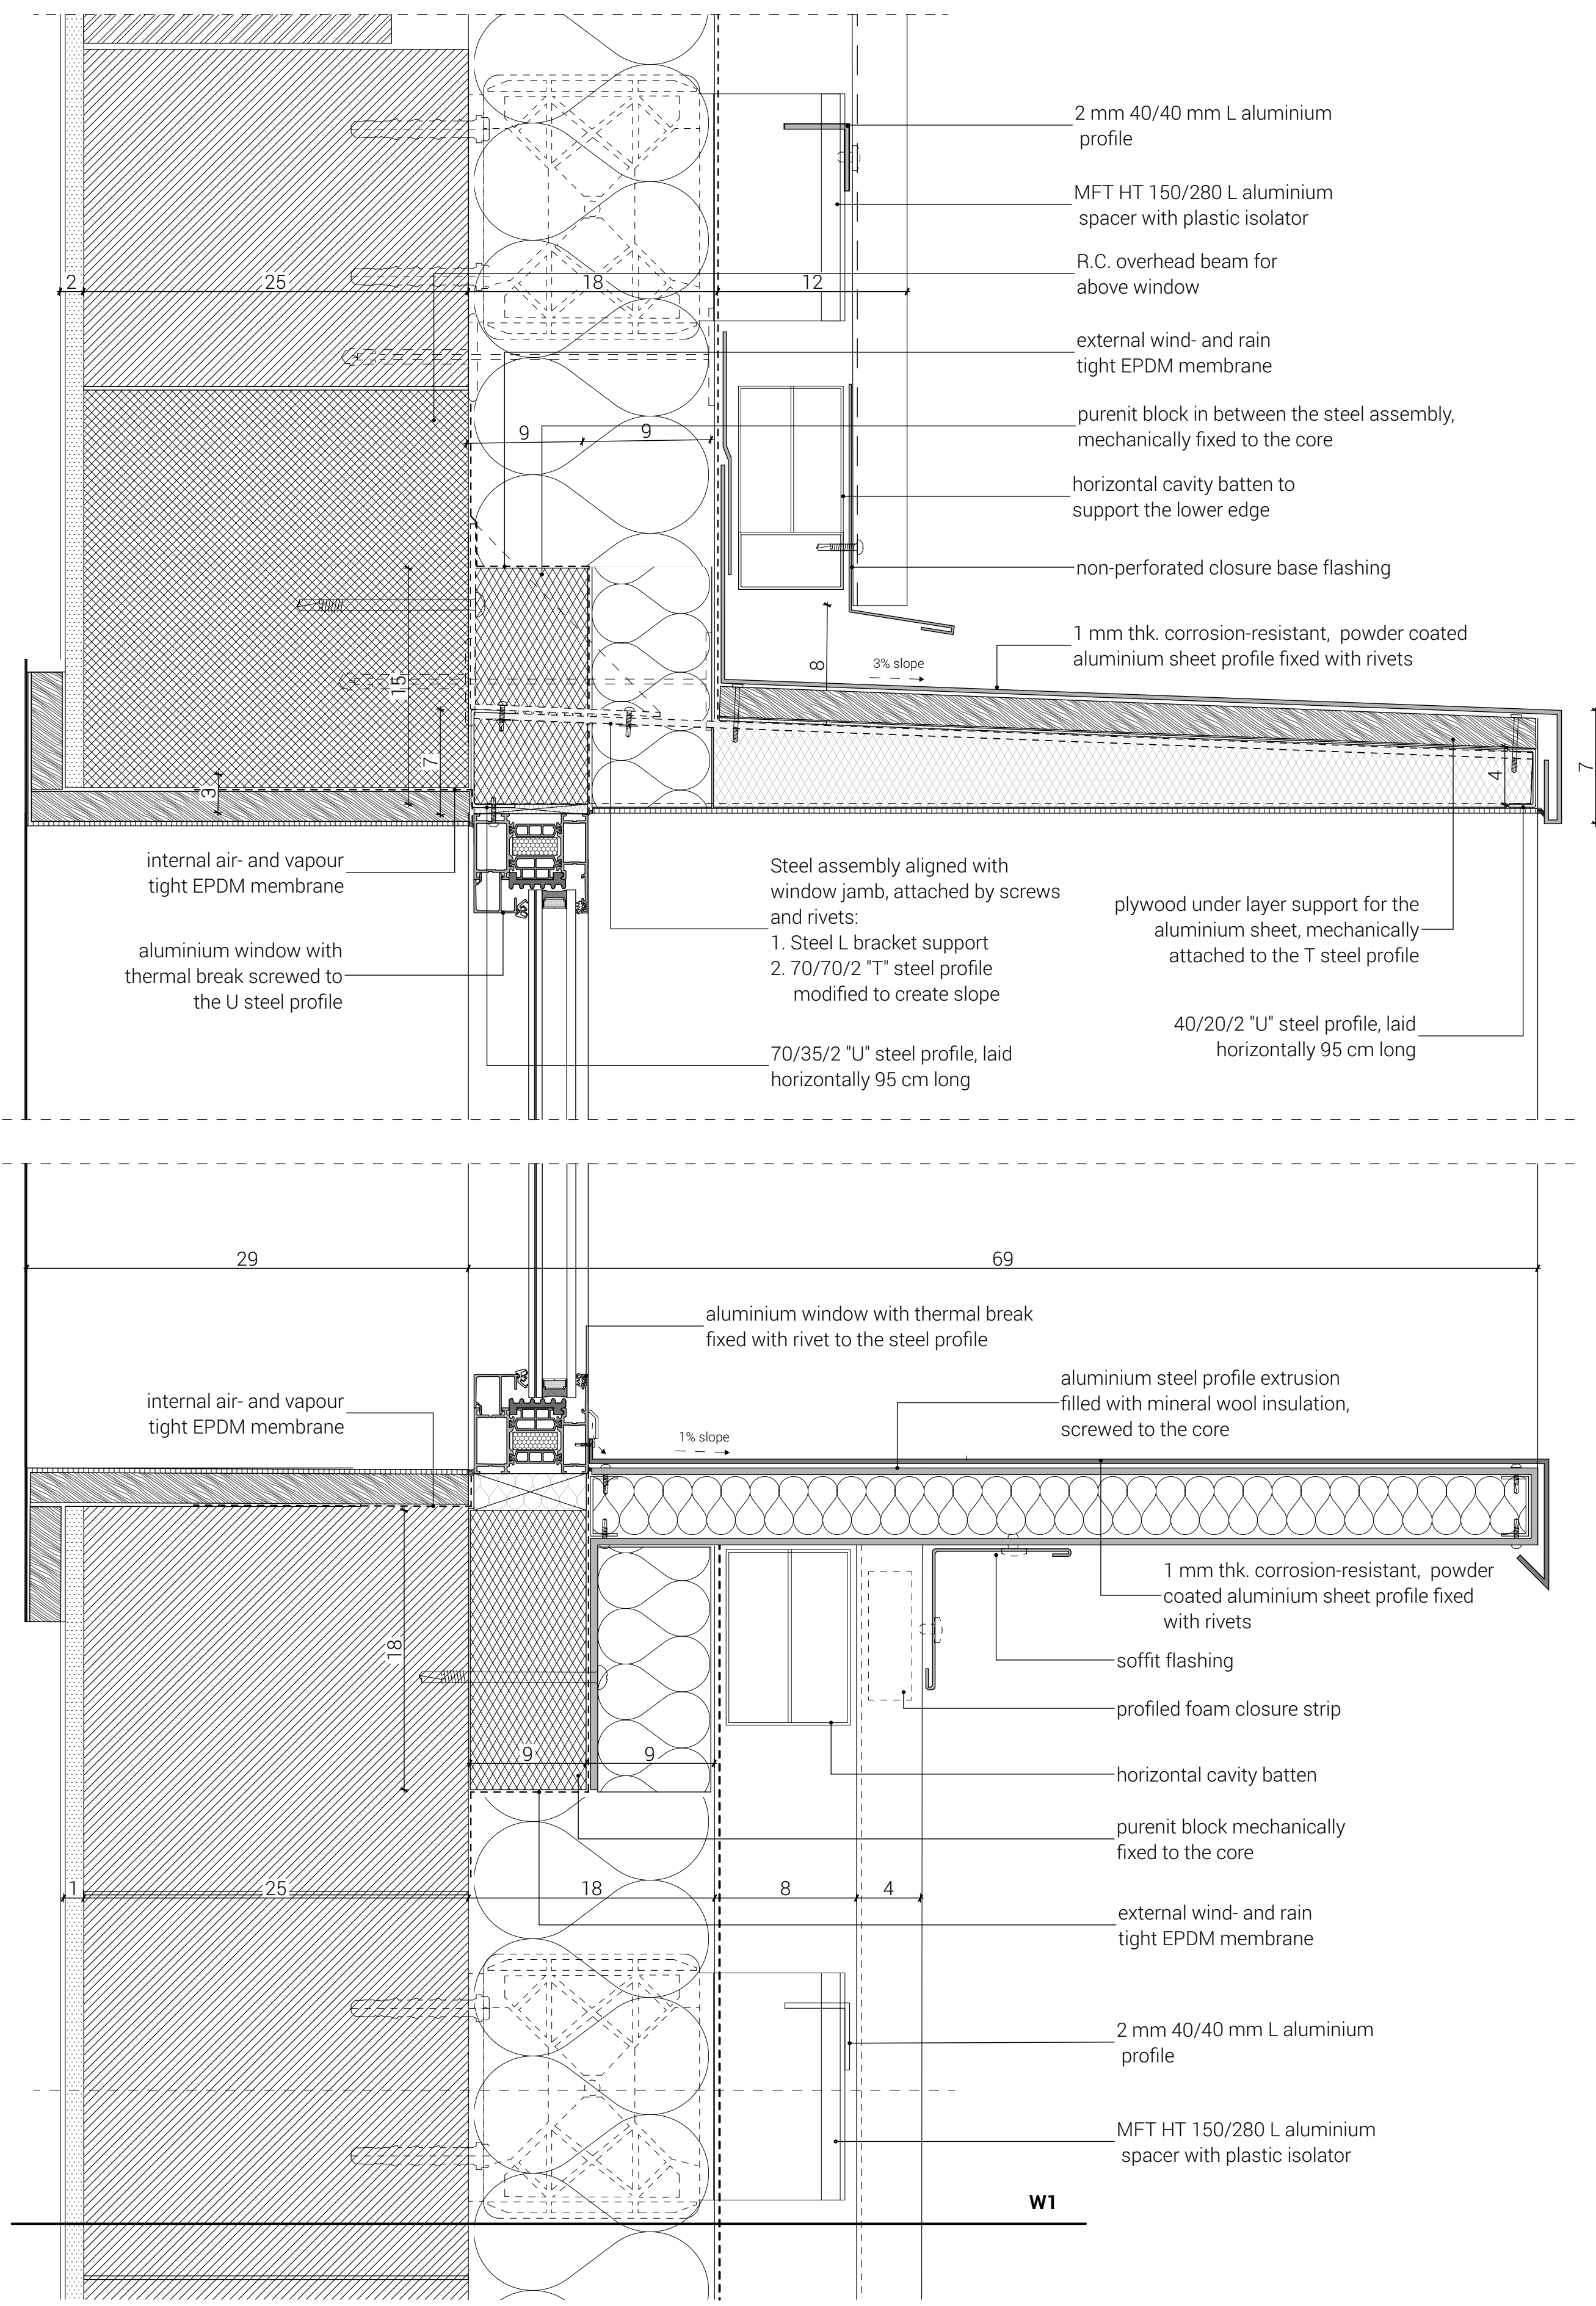 2 mm 40/40 mm L aluminium
profile
MFT HT 150/280 L aluminium
spacer with plastic isolator
R.C. overhead beam for
above window
2
25
18
12
external wind- and rain
tight EPDM membrane
purenit block in between the steel assembly,
mechanically fixed to the core
9
9
horizontal cavity batten to
support the lower edge
non-perforated closure base flashing
1 mm thk. corrosion-resistant, powder coated
aluminium sheet profile fixed with rivets
8
3% slope
15
7
3
4
7
internal air- and vapour
tight EPDM membrane
aluminium window with
thermal break screwed to
the U steel profile
Steel assembly aligned with
window jamb, attached by screws
and rivets:
1. Steel L bracket support
2. 70/70/2 "T" steel profile
modified to create slope
plywood under layer support for the
aluminium sheet, mechanically
attached to the T steel profile
70/35/2 "U" steel profile, laid
horizontally 95 cm long
40/20/2 "U" steel profile, laid
horizontally 95 cm long
29
69
aluminium window with thermal break
fixed with rivet to the steel profile
internal air- and vapour
tight EPDM membrane
aluminium steel profile extrusion
filled with mineral wool insulation,
screwed to the core
1% slope
1 mm thk. corrosion-resistant, powder
coated aluminium sheet profile fixed
with rivets
18
soffit flashing
profiled foam closure strip
9
9
horizontal cavity batten
purenit block mechanically
fixed to the core
1
25
18
8
4
external wind- and rain
tight EPDM membrane
2 mm 40/40 mm L aluminium
profile
MFT HT 150/280 L aluminium
spacer with plastic isolator
W1